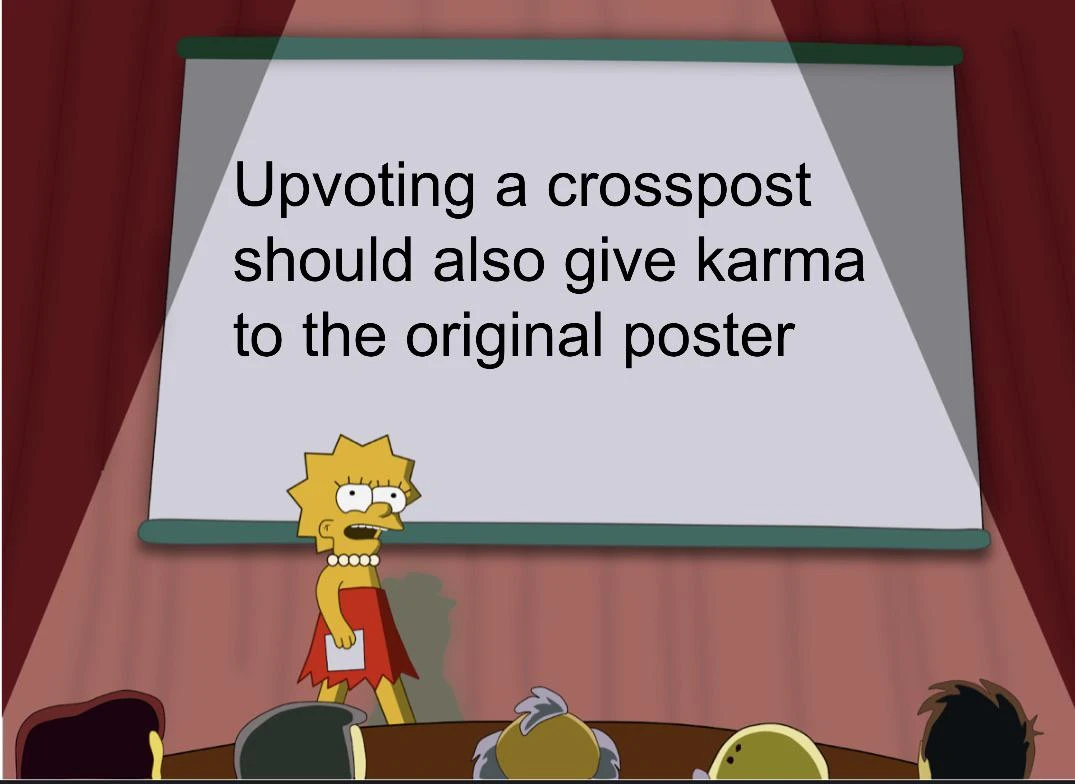 Upvoting a crosspost
should also give karma
to the original poster